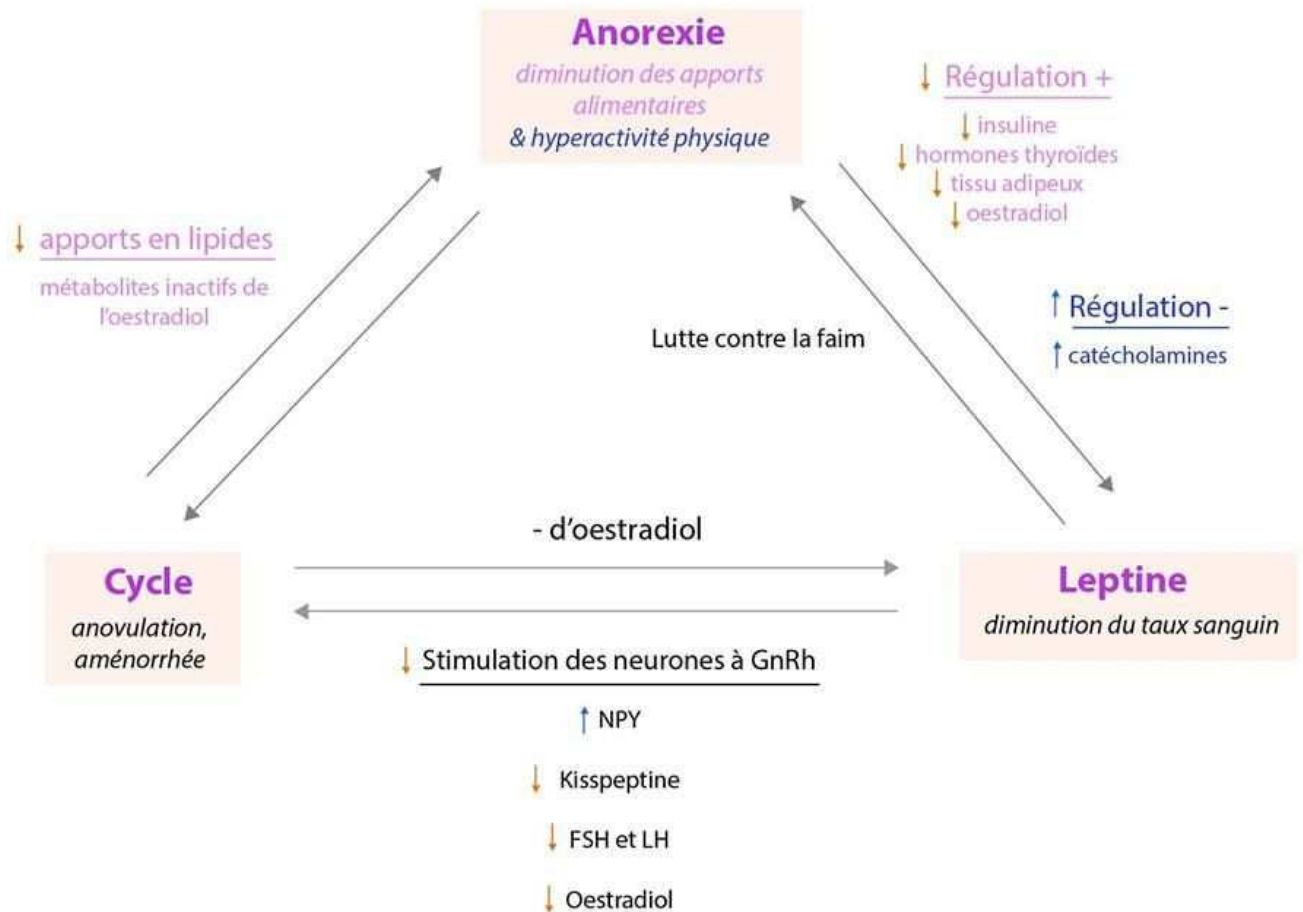 Anorexie
diminution des apports
alimentaires
& hyperactivité physique
↓ Régulation +
↓ insuline
↓ hormones thyroïdes
↓ tissu adipeux
↓ oestradiol
↓ apports en lipides
métabolites inactifs de
l'oestradiol
↑ Régulation -
↑ catécholamines
Lutte contre la faim
- d'oestradiol
Cycle
anovulation,
aménorrhée
Leptine
diminution du taux sanguin
↓ Stimulation des neurones à GnRh
↑ NPY
↓ Kisspeptine
↓ FSH et LH
↓ Oestradiol